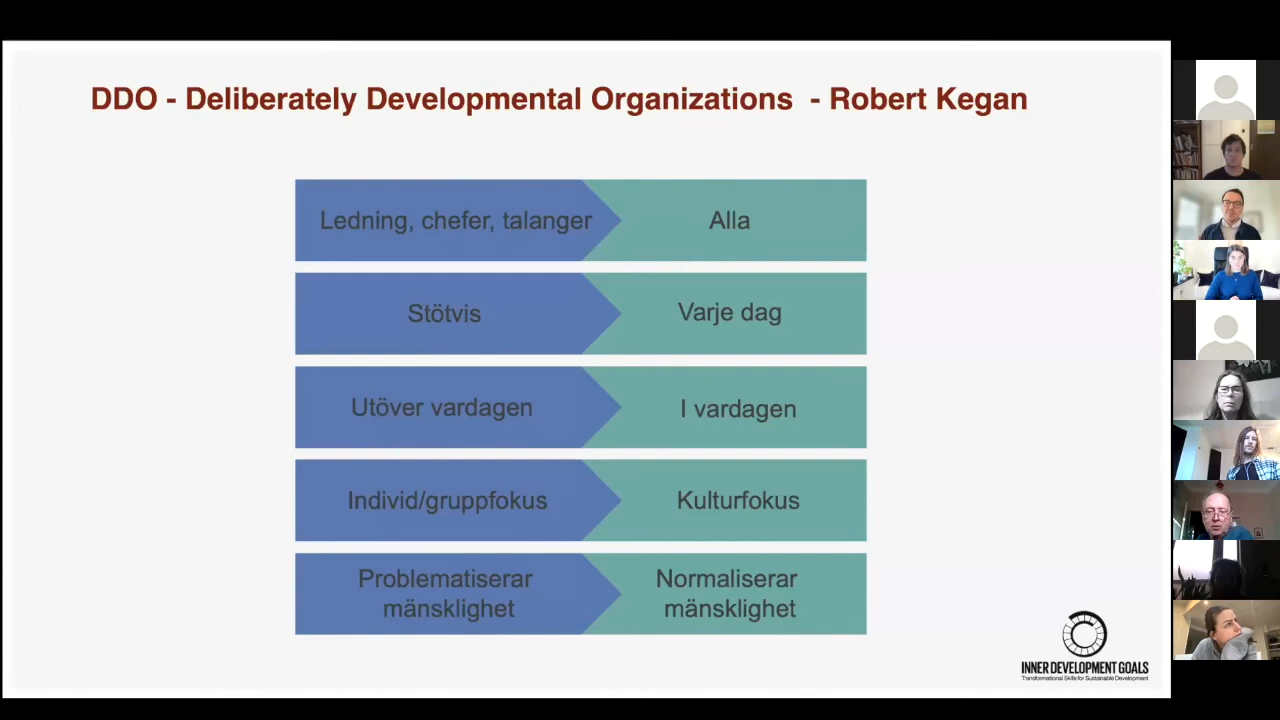 DDO - Deliberately Developmental Organizations - Robert Kegan
Ledning, chefer, talanger
Alla
Stötvis
Varje dag
Utöver vardagen
I vardagen
Individ/gruppfokus
Kulturfokus
Problematiserar
mänsklighet
Normaliserar
mänsklighet
INNER DEVELOPMENT GOALS
Transformational Skills for Sustainable Development